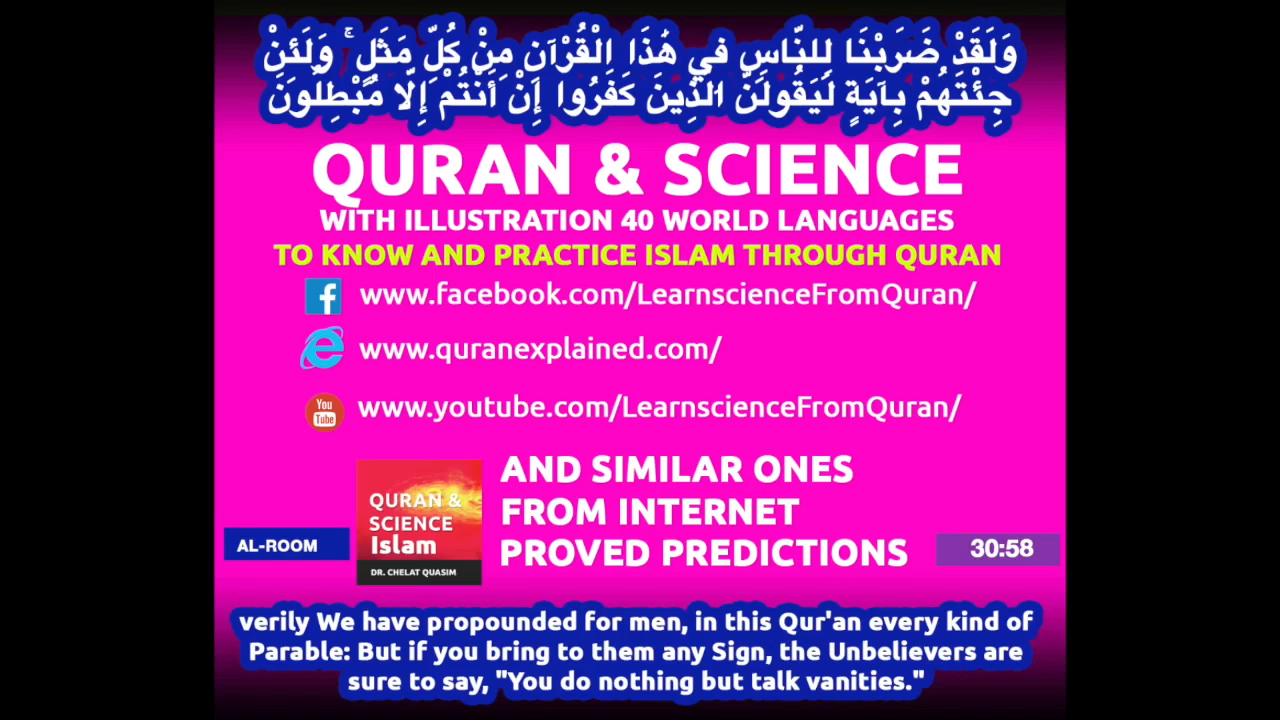 وَلَقَدْ ضَرَبْنَا لِلنَّاسِ فِي هَٰذَا الْقُرْآنِ مِنْ كُلِّ مَثَلٍ ۚ وَلَئِنْ
جِئْتَهُمْ بِآيَةٍ لَيَقُولَنَّ الَّذِينَ كَفَرُوا إِنْ أَنْتُمْ إِلَّا مُبْطِلُونَ
QURAN & SCIENCE
WITH ILLUSTRATION 40 WORLD LANGUAGES
TO KNOW AND PRACTICE ISLAM THROUGH QURAN
www.facebook.com/LearnscienceFromQuran/
www.quranexplained.com/
You
Tube
www.youtube.com/LearnscienceFromQuran/
AND SIMILAR ONES
FROM INTERNET
PROVED PREDICTIONS
QURAN &
SCIENCE
Islam
DR. CHELAT QUASIM
AL-ROOM
30:58
verily We have propounded for men, in this Qur'an every kind of
Parable: But if you bring to them any Sign, the Unbelievers are
sure to say, "You do nothing but talk vanities."